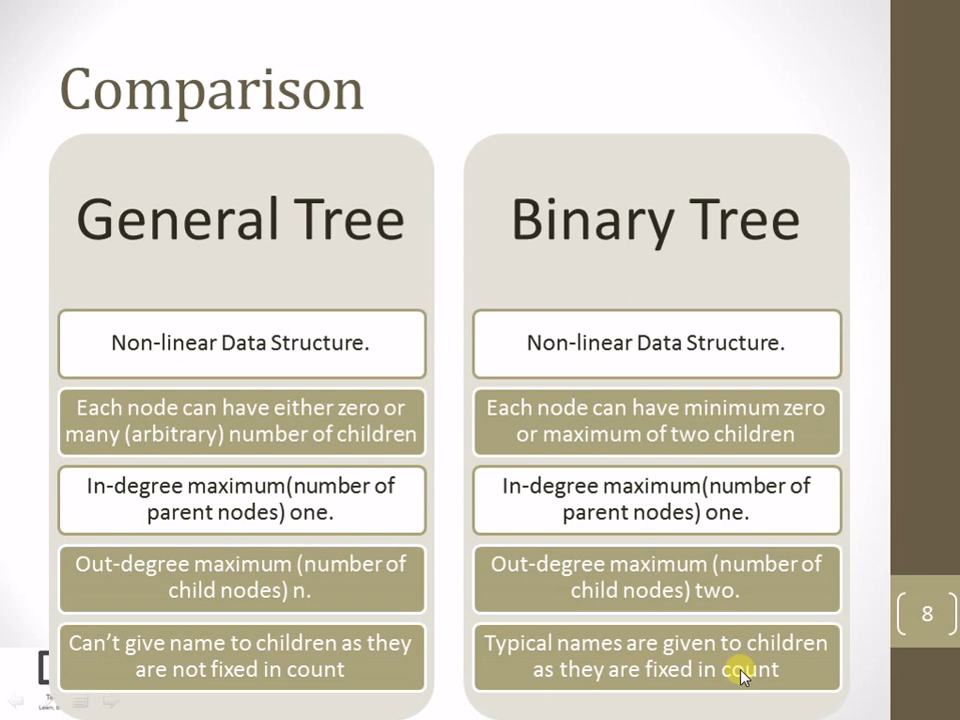 Comparison
General Tree
Non-linear Data Structure.
Each node can have either zero or
many (arbitrary) number of children
In-degree maximum(number of
parent nodes) one.
Out-degree maximum (number of
child nodes) n.
Can't give name to children as they
are not fixed in count
Binary Tree
Non-linear Data Structure.
Each node can have minimum zero
or maximum of two children
In-degree maximum(number of
parent nodes) one.
Out-degree maximum (number of
child nodes) two.
Typical names are given to children
as they are fixed in count
8